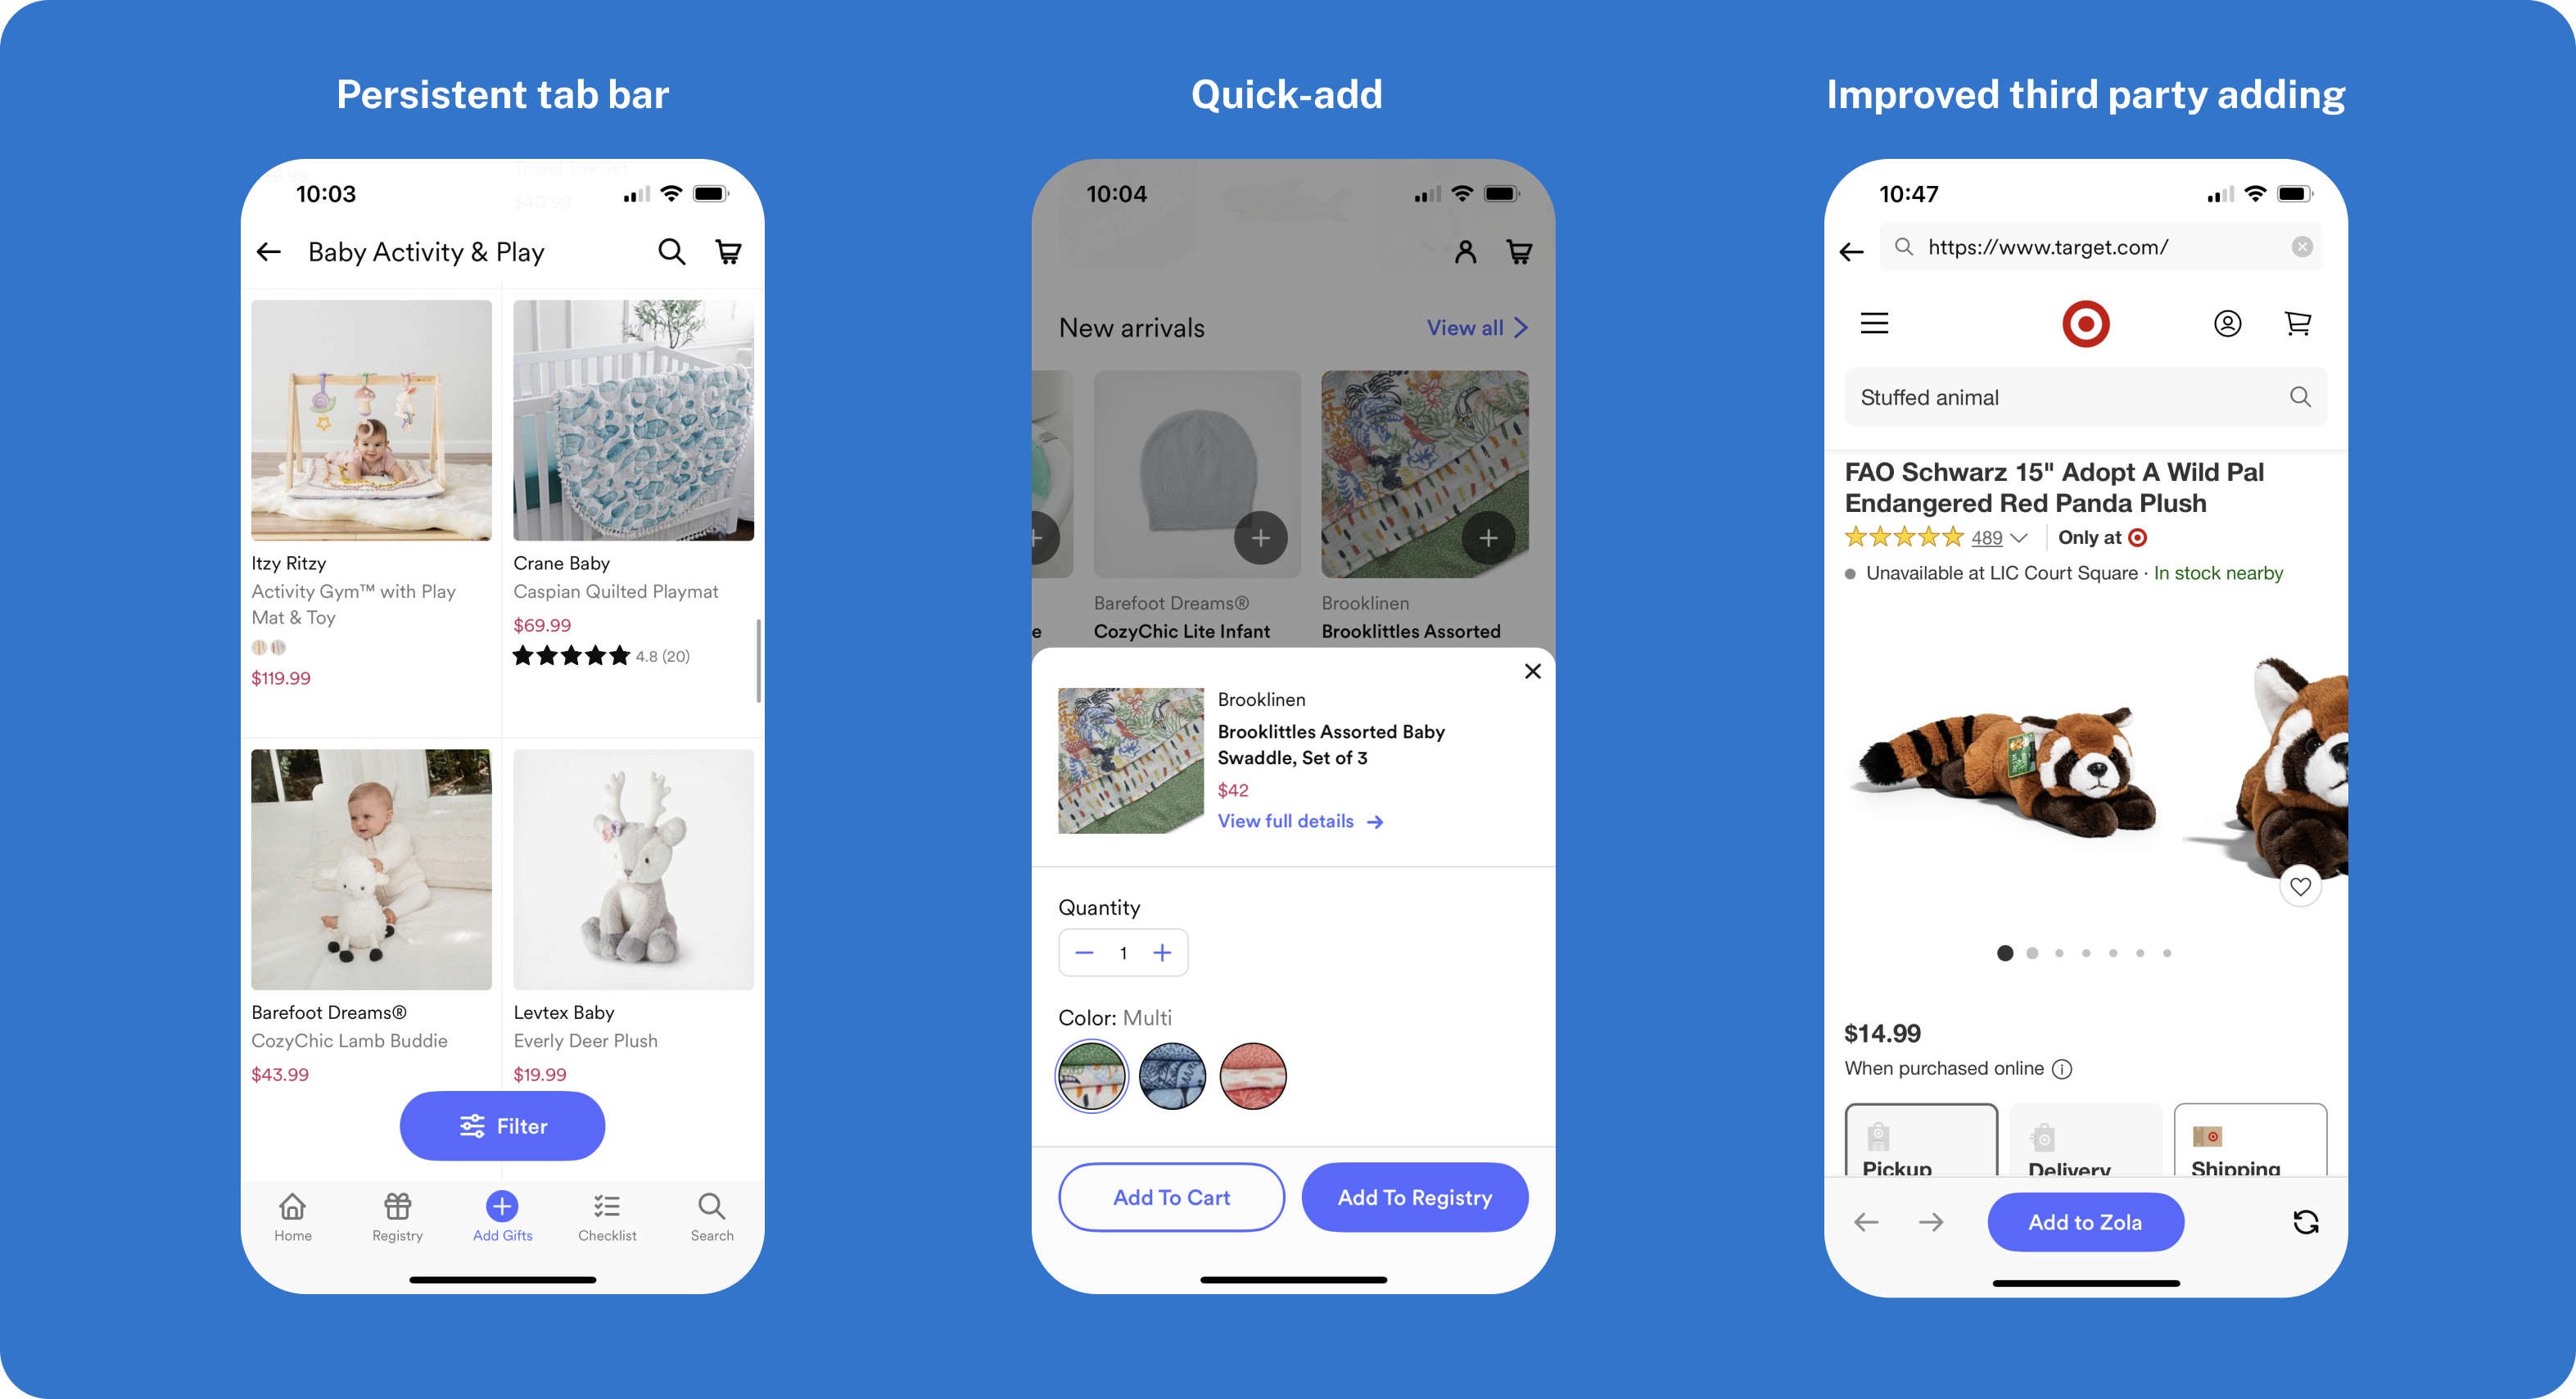 Persistent tab bar
10:03
Travel Toy Set
$40.99
Baby Activity & Play
Itzy Ritzy
Activity Gym™ with Play
Mat & Toy
$119.99
Crane Baby
Caspian Quilted Playmat
$69.99
4.8 (20)
Barefoot Dreams®
CozyChic Lamb Buddie
$43.99
Levtex Baby
Everly Deer Plush
$19.99
Filter
Home
Registry
Add Gifts
Checklist
Search
Quick-add
10:04
New arrivals
View all
e
Barefoot Dreams®
CozyChic Lite Infant
Brooklinen
Brooklittles Assorted
Brooklinen
Brooklittles Assorted Baby
Swaddle, Set of 3
$42
View full details
Quantity
1
Color: Multi
Add To Cart
Add To Registry
Improved third party adding
10:47
https://www.target.com/
Stuffed animal
FAO Schwarz 15" Adopt A Wild Pal
Endangered Red Panda Plush
489
Only at
Unavailable at LIC Court Square · In stock nearby
$14.99
When purchased online
Pickup
Delivery
Shipping
Add to Zola